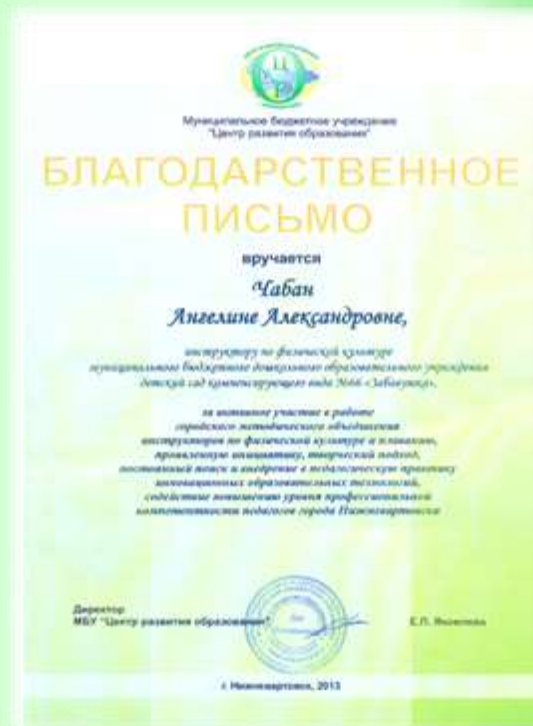 Муниципальное бюджетное учреждение
"Центр развития образования"
БЛАГОДАРСТВЕННОЕ
ПИСЬМО
вручается
Чабан
Ангелине Александровне,
инструктору по физической культуре
муниципального бюджетного дошкольного образовательного учреждения
детский сад компенсирующего вида №66 «Забавушка»,
за активное участие в работе
городского методического объединения
инструкторов по физической культуре и плаванию,
проявленную инициативу, творческий подход,
постоянный поиск и внедрение в педагогическую практику
инновационных образовательных технологий,
содействие повышению уровня профессиональной
компетентности педагогов города Нижневартовска
Директор
МБУ "Центр развития образования"
Е.П. Яковлева
г. Нижневартовск, 2013